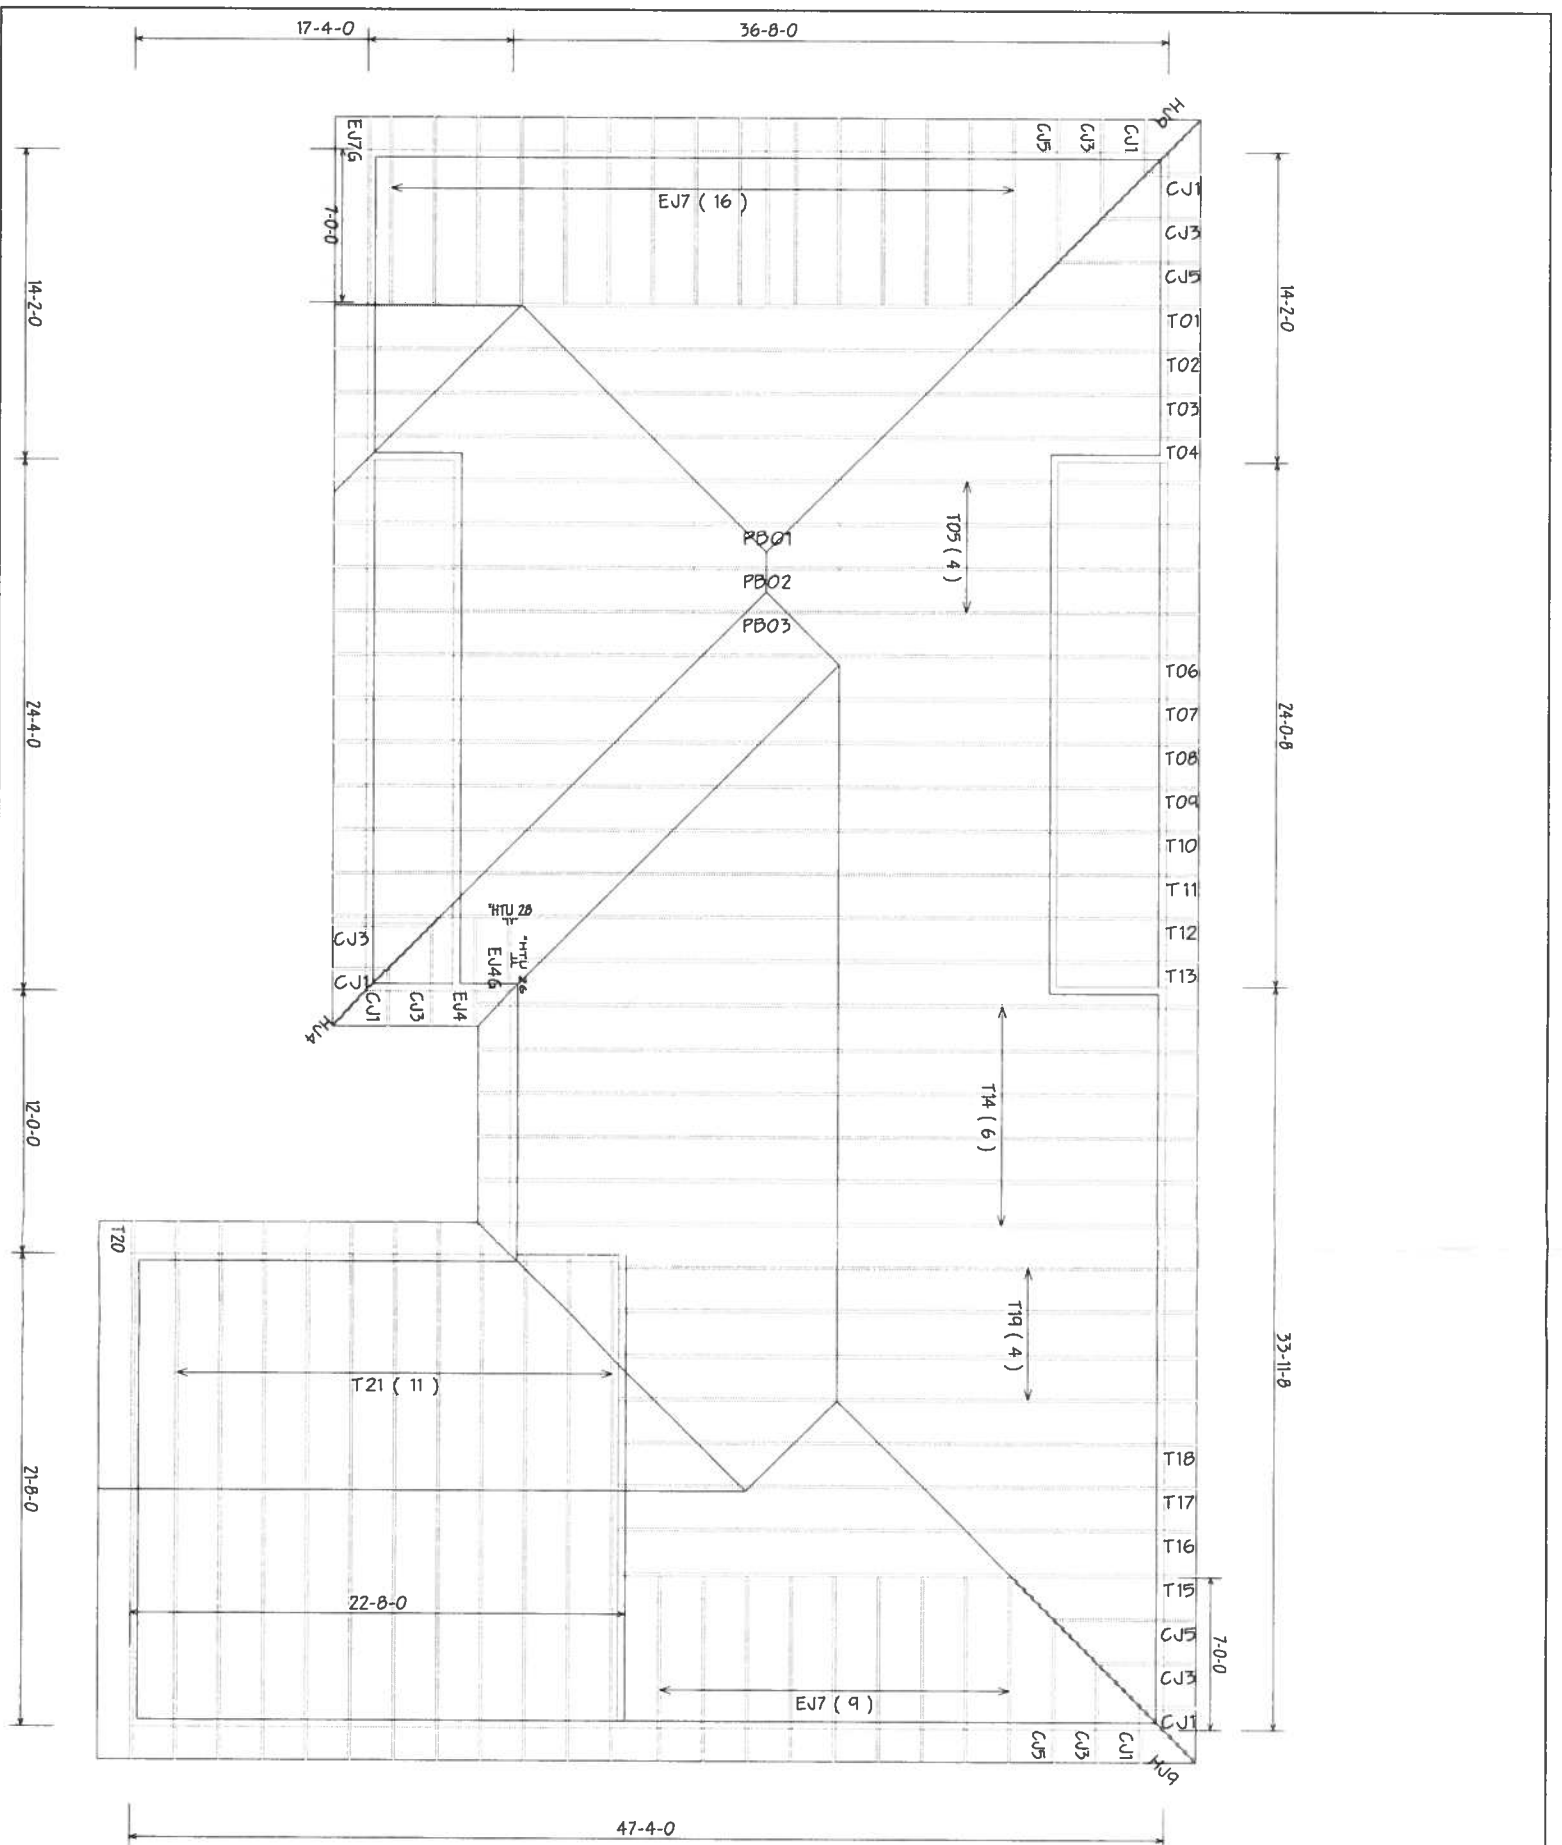 17-4-0
36-8-0
HJ9
EJ7G
CJ5
CJ3
CJ1
CJ1
CJ3
CJ5
EJ7 ( 16 )
7-0-0
14-2-0
14-2-0
T01
T02
T03
T04
T05 ( 4 )
PB01
PB02
PB03
T06
T07
T08
T09
T10
T11
T12
T13
24-4-0
24-0-8
"HTU 28
"HTU 26
EJ4G
CJ3
CJ1
CJ1
CJ3
EJ4
HJ4
T14 ( 6 )
12-0-0
T20
T19 ( 4 )
33-11-8
T21 ( 11 )
T18
T17
T16
T15
21-8-0
22-8-0
CJ5
CJ3
CJ1
7-0-0
EJ7 ( 9 )
CJ5
CJ3
CJ1
HJ9
47-4-0